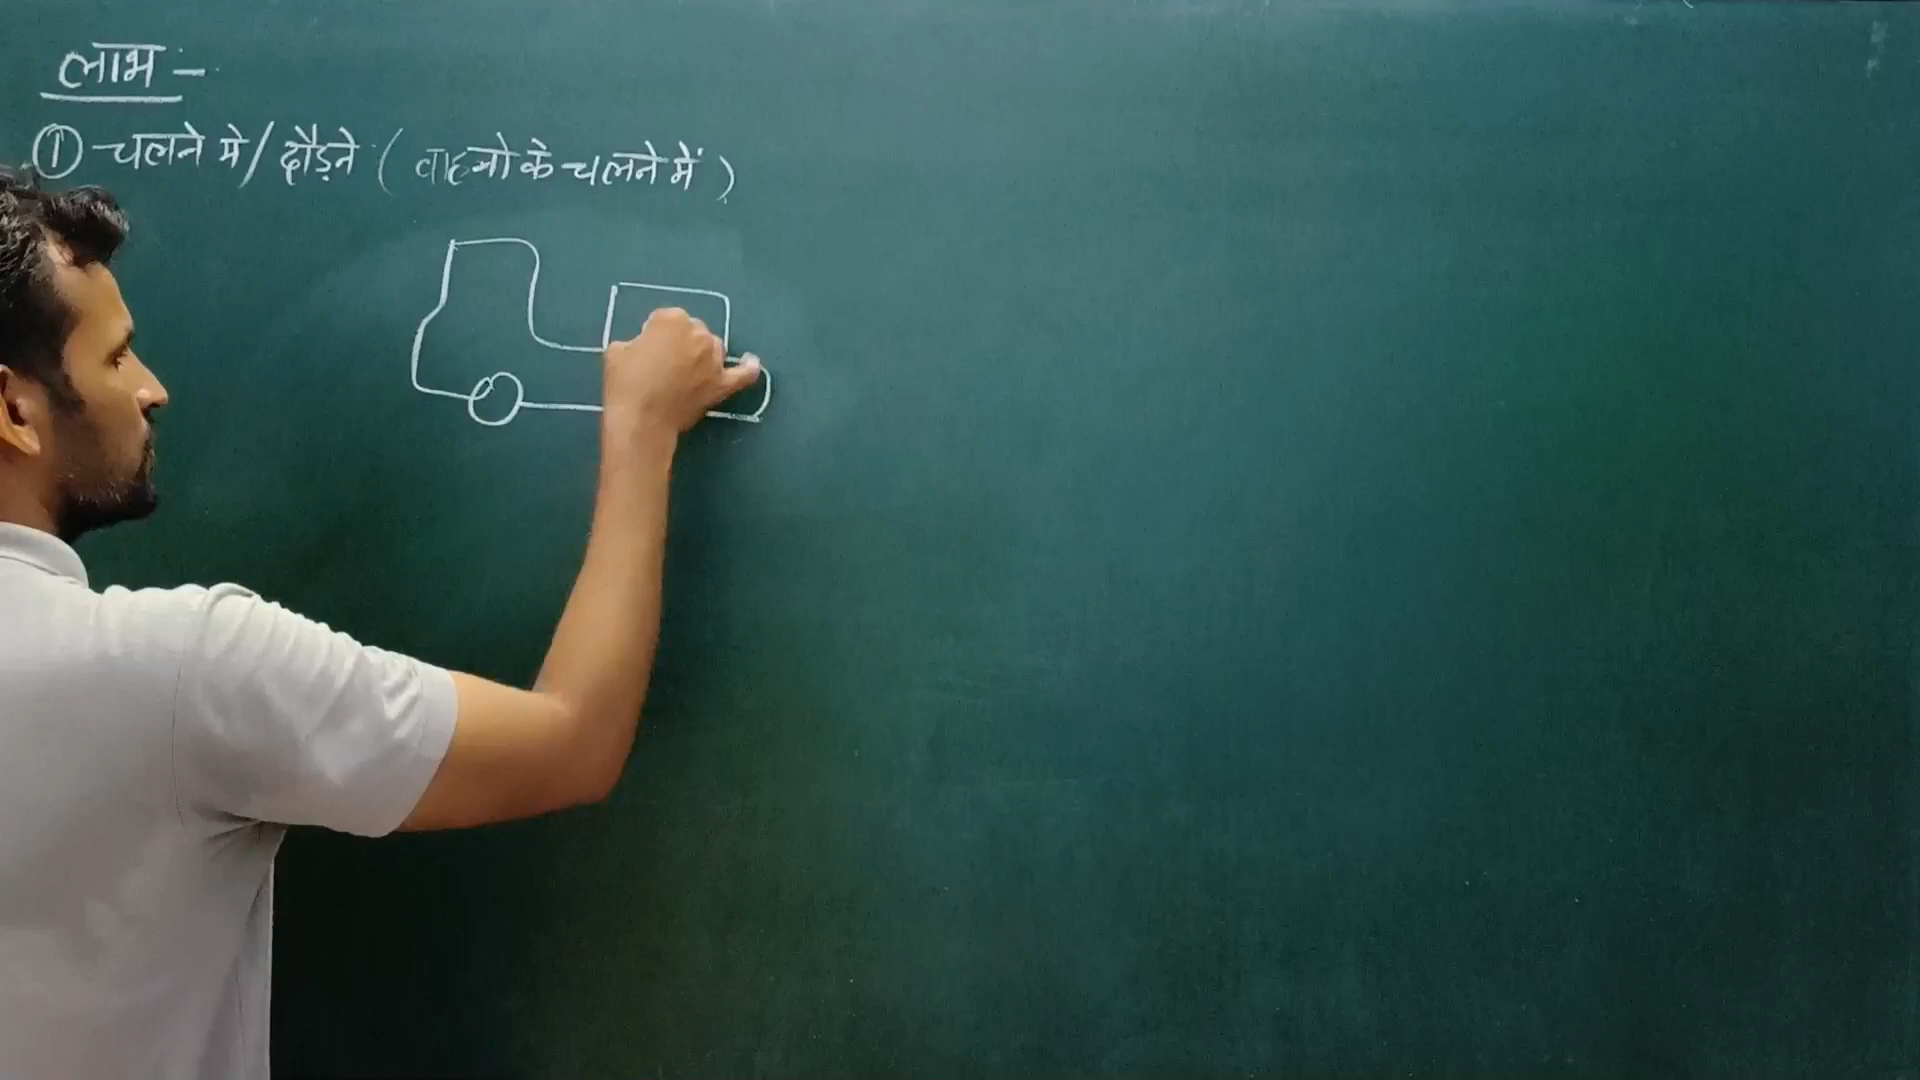 लाभ :-
① चलने मे / दौड़ने ( वाहनो के चलने में )